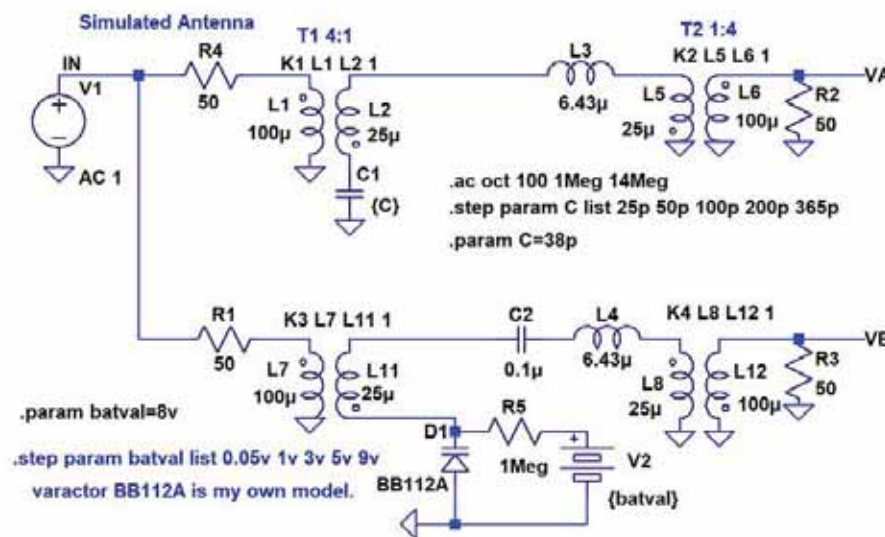 Simulated Antenna
T1 4:1
T2 1:4
IN
V1
AC 1
R4
50
K1 L1 L2 1
L1
100µ
L2
25µ
C1
{C}
L3
6.43µ
K2 L5 L6 1
L5
25µ
L6
100µ
R2
50
VA
.ac oct 100 1Meg 14Meg
.step param C list 25p 50p 100p 200p 365p
.param C=38p
R1
50
K3 L7 L11 1
L7
100µ
L11
25µ
C2
0.1µ
L4
6.43µ
K4 L8 L12 1
L8
25µ
L12
100µ
R3
50
.param batval=8v
.step param batval list 0.05v 1v 3v 5v 9v
varactor BB112A is my own model.
D1
BB112A
R5
1Meg
V2
{batval}